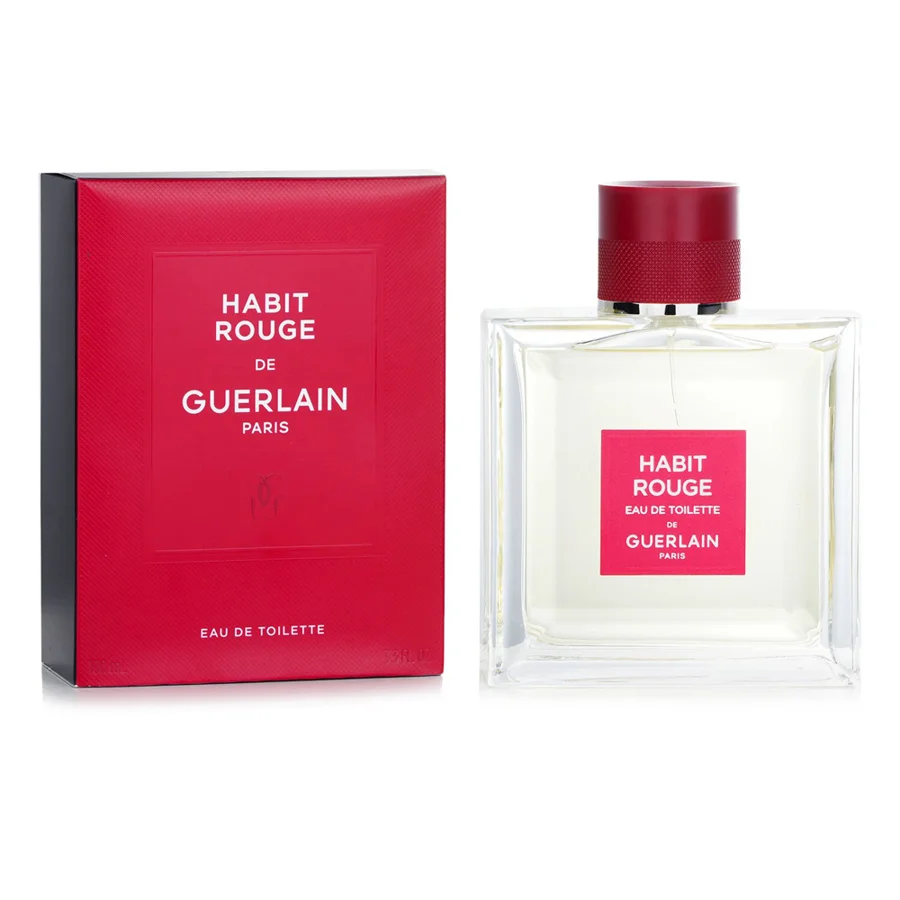 HABIT
ROUGE
DE
GUERLAIN
PARIS
EAU DE TOILETTE
HABIT
ROUGE
EAU DE TOILETTE
DE
GUERLAIN
PARIS